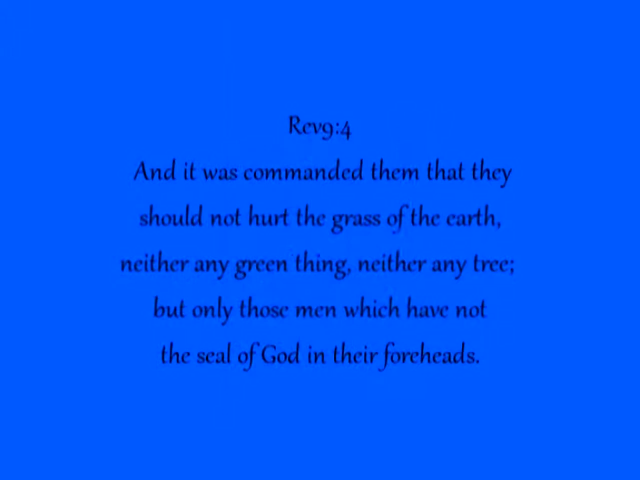 Rev9:4
And it was commanded them that they
should not hurt the grass of the earth,
neither any green thing, neither any tree;
but only those men which have not
the seal of God in their foreheads.